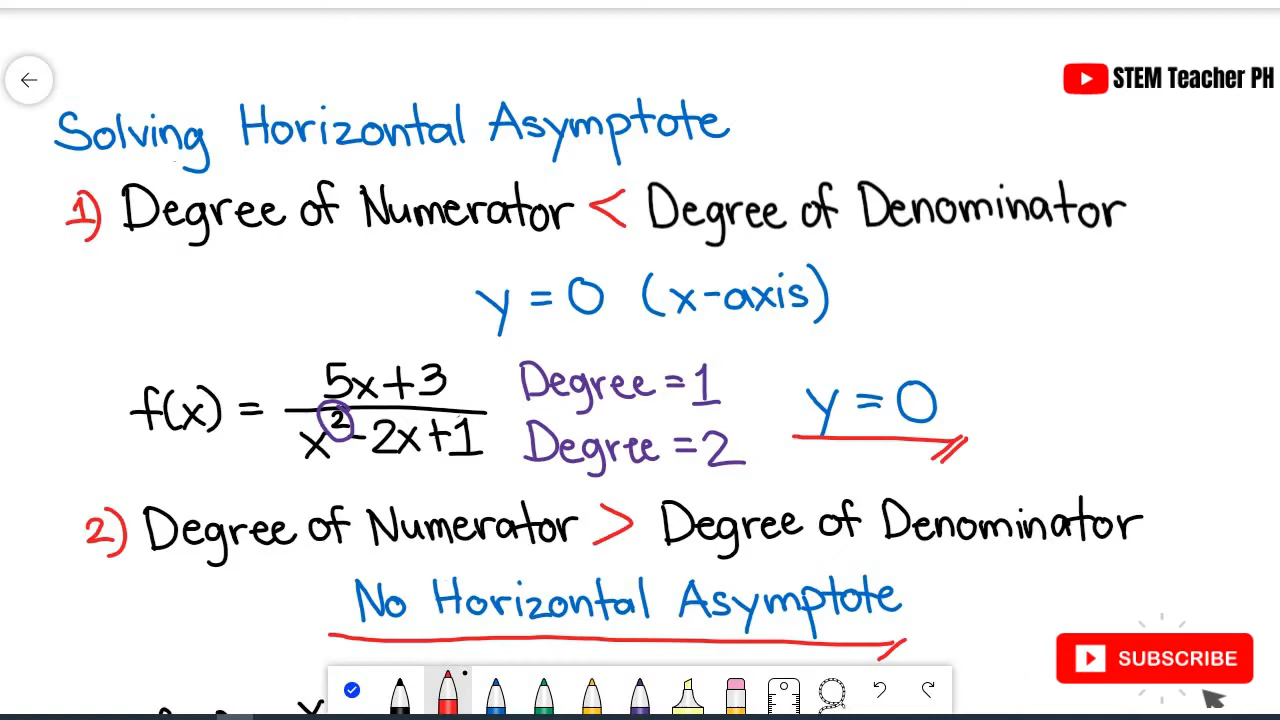 STEM Teacher PH
Solving Horizontal Asymptote
1) Degree of Numerator < Degree of Denominator
y = 0 (x-axis)
f(x) = 5x+3 / x²-2x+1
Degree = 1
Degree = 2
y = 0
2) Degree of Numerator > Degree of Denominator
No Horizontal Asymptote
SUBSCRIBE